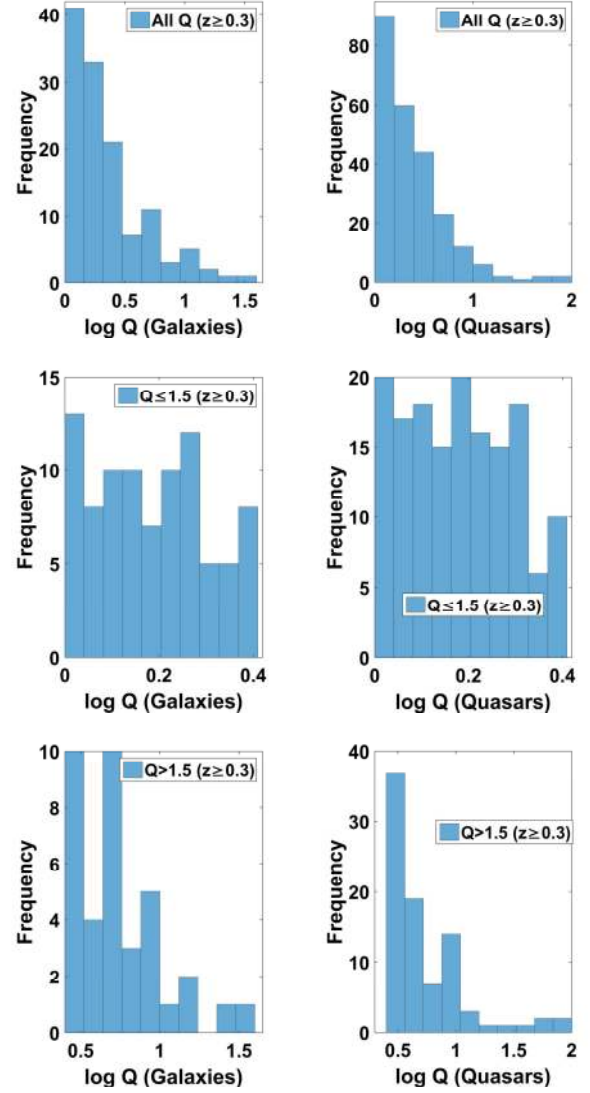 All Q (z≥0.3)
Frequency
40
30
20
10
0
0 0.5 1 1.5
log Q (Galaxies)
All Q (z≥0.3)
Frequency
80
60
40
20
0
0 1 2
log Q (Quasars)
Q≤1.5 (z≥0.3)
Frequency
15
10
5
0
0 0.2 0.4
log Q (Galaxies)
Q≤1.5 (z≥0.3)
Frequency
20
15
10
5
0
0 0.2 0.4
log Q (Quasars)
Q>1.5 (z≥0.3)
Frequency
10
8
6
4
2
0
0.5 1 1.5
log Q (Galaxies)
Q>1.5 (z≥0.3)
Frequency
40
30
20
10
0
0.5 1 1.5 2
log Q (Quasars)